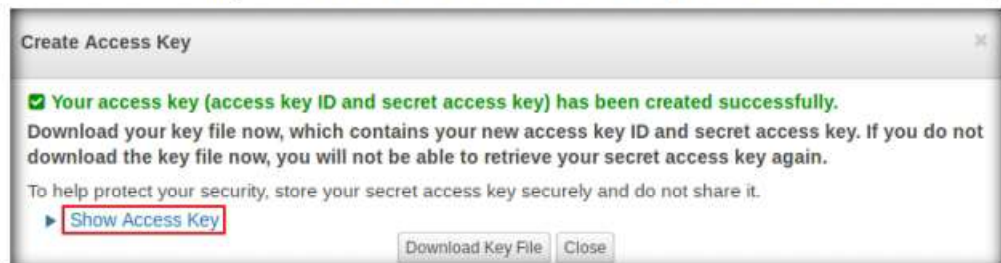 Create Access Key
Your access key (access key ID and secret access key) has been created successfully.
Download your key file now, which contains your new access key ID and secret access key. If you do not
download the key file now, you will not be able to retrieve your secret access key again.
To help protect your security, store your secret access key securely and do not share it.
Show Access Key
Download Key File Close